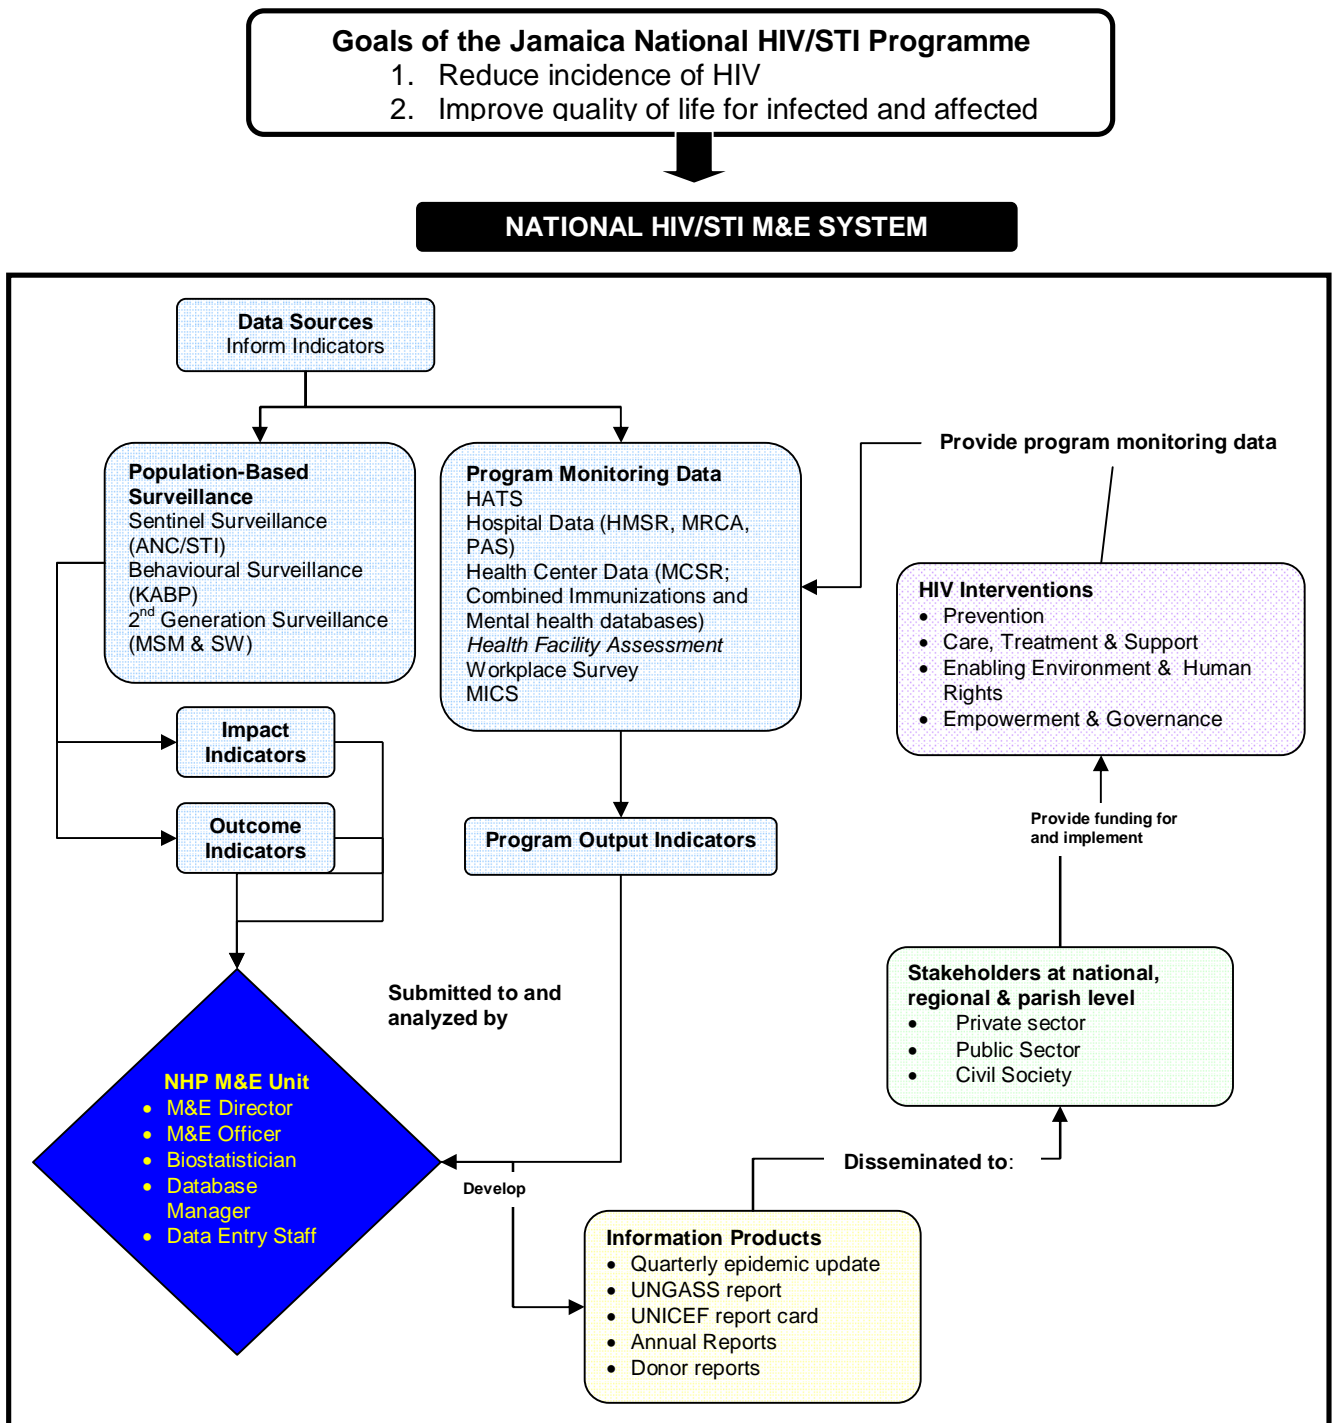 Goals of the Jamaica National HIV/STI Programme
1. Reduce incidence of HIV
2. Improve quality of life for infected and affected
NATIONAL HIV/STI M&E SYSTEM
Data Sources
Inform Indicators
Population-Based
Surveillance
Sentinel Surveillance
(ANC/STI)
Behavioural Surveillance
(KABP)
2nd Generation Surveillance
(MSM & SW)
Program Monitoring Data
HATS
Hospital Data (HMSR, MRCA,
PAS)
Health Center Data (MCSR;
Combined Immunizations and
Mental health databases)
Health Facility Assessment
Workplace Survey
MICS
Provide program monitoring data
HIV Interventions
• Prevention
• Care, Treatment & Support
• Enabling Environment & Human
Rights
• Empowerment & Governance
Impact
Indicators
Outcome
Indicators
Program Output Indicators
Provide funding for
and implement
Stakeholders at national,
regional & parish level
• Private sector
• Public Sector
• Civil Society
Submitted to and
analyzed by
NHP M&E Unit
• M&E Director
• M&E Officer
• Biostatistician
• Database
Manager
• Data Entry Staff
Develop
Disseminated to:
Information Products
• Quarterly epidemic update
• UNGASS report
• UNICEF report card
• Annual Reports
• Donor reports